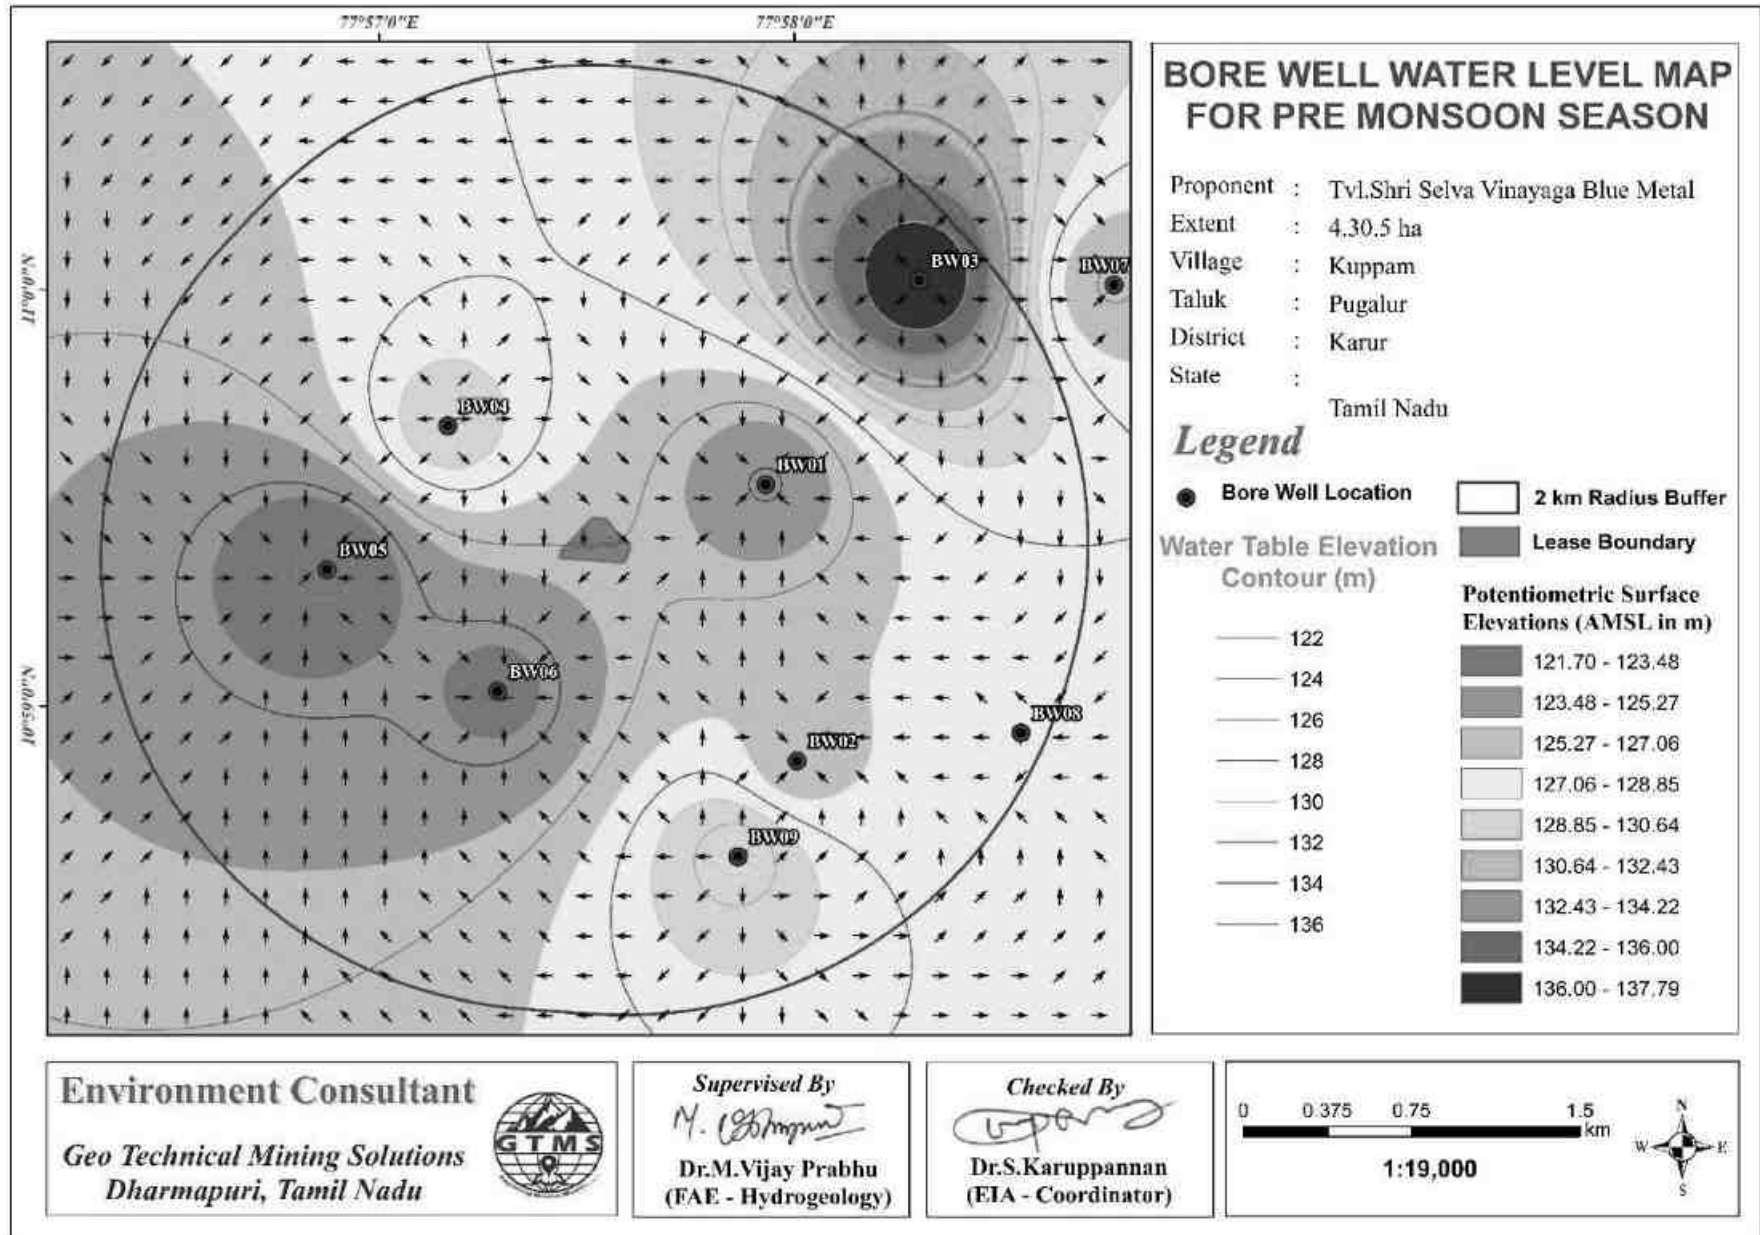 77°57'0"E
77°58'0"E
11°0'0"N
10°59'0"N
BW03
BW07
BW04
BW01
BW05
BW06
BW08
BW02
BW09
BORE WELL WATER LEVEL MAP
FOR PRE MONSOON SEASON
Proponent : Tvl.Shri Selva Vinayaga Blue Metal
Extent : 4.30.5 ha
Village : Kuppam
Taluk : Pugalur
District : Karur
State :
Tamil Nadu
Legend
Bore Well Location
2 km Radius Buffer
Lease Boundary
Water Table Elevation
Contour (m)
122
124
126
128
130
132
134
136
Potentiometric Surface
Elevations (AMSL in m)
121.70 - 123.48
123.48 - 125.27
125.27 - 127.06
127.06 - 128.85
128.85 - 130.64
130.64 - 132.43
132.43 - 134.22
134.22 - 136.00
136.00 - 137.79
Environment Consultant
Geo Technical Mining Solutions
Dharmapuri, Tamil Nadu
GTMS
Supervised By
Dr.M.Vijay Prabhu
(FAE - Hydrogeology)
Checked By
Dr.S.Karuppannan
(EIA - Coordinator)
0 0.375 0.75 1.5
km
1:19,000
N
W E
S